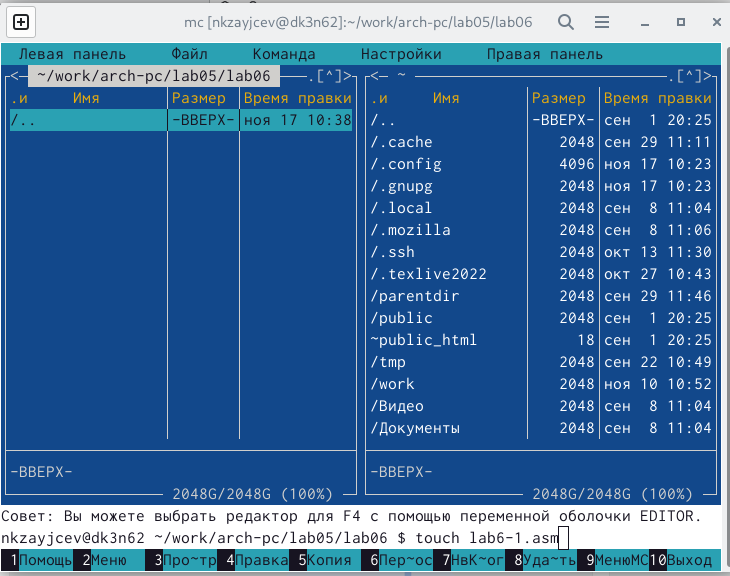 mc [nkzayjcev@dk3n62]:~/work/arch-pc/lab05/lab06
Левая панель Файл Команда Настройки Правая панель
<─ ~/work/arch-pc/lab05/lab06 ─.[^]>
.и Имя Размер Время правки
/.. -ВВЕРХ- ноя 17 10:38
-ВВЕРХ-
2048G/2048G (100%)
<─ ~ ─.[^]>
.и Имя Размер Время правки
/.. -ВВЕРХ- сен 1 20:25
/.cache 2048 сен 29 11:11
/.config 4096 ноя 17 10:23
/.gnupg 2048 ноя 17 10:23
/.local 2048 сен 8 11:04
/.mozilla 2048 сен 8 11:06
/.ssh 2048 окт 13 11:30
/.texlive2022 2048 окт 27 10:43
/parentdir 2048 сен 29 11:46
/public 2048 сен 1 20:25
~public_html 18 сен 1 20:25
/tmp 2048 сен 22 10:49
/work 2048 ноя 10 10:52
/Видео 2048 сен 8 11:04
/Документы 2048 сен 8 11:04
-ВВЕРХ-
2048G/2048G (100%)
Совет: Вы можете выбрать редактор для F4 с помощью переменной оболочки EDITOR.
nkzayjcev@dk3n62 ~/work/arch-pc/lab05/lab06 $ touch lab6-1.asm
1Помощь 2Меню 3Про~тр 4Правка 5Копия 6Пер~ос 7НвК~ог 8Уда~ть 9МенюMC 10Выход